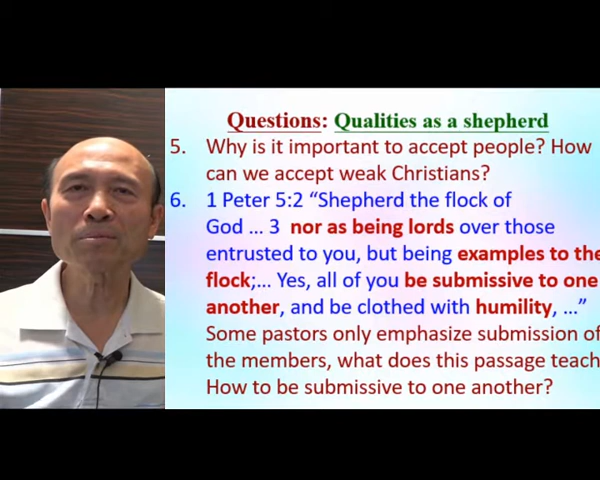 Questions: Qualities as a shepherd
5. Why is it important to accept people? How
can we accept weak Christians?
6. 1 Peter 5:2 “Shepherd the flock of
God … 3 nor as being lords over those
entrusted to you, but being examples to the
flock;… Yes, all of you be submissive to one
another, and be clothed with humility, …”
Some pastors only emphasize submission of
the members, what does this passage teach
How to be submissive to one another?